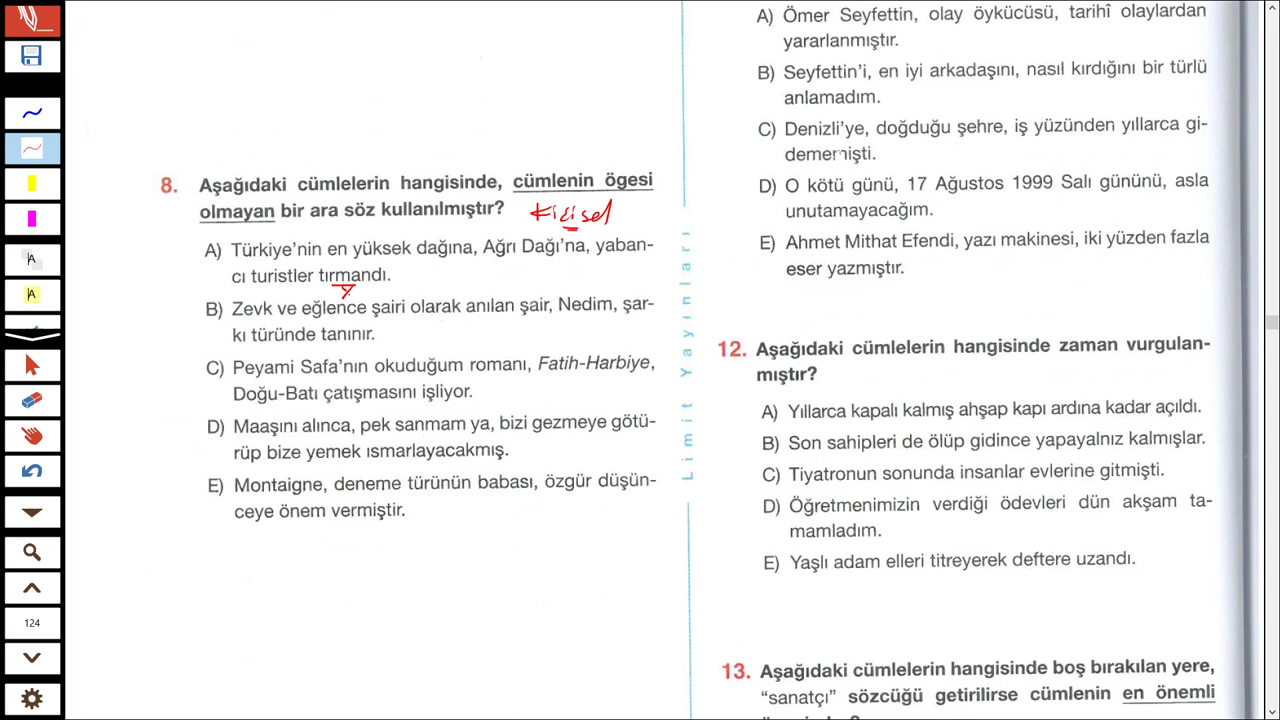 8. Aşağıdaki cümlelerin hangisinde, cümlenin ögesi
olmayan bir ara söz kullanılmıştır?
kişisel
A) Türkiye'nin en yüksek dağına, Ağrı Dağı'na, yaban-
cı turistler tırmandı.
y
B) Zevk ve eğlence şairi olarak anılan şair, Nedim, şar-
kı türünde tanınır.
C) Peyami Safa'nın okuduğum romanı, Fatih-Harbiye,
Doğu-Batı çatışmasını işliyor.
D) Maaşını alınca, pek sanmam ya, bizi gezmeye götü-
rüp bize yemek ısmarlayacakmış.
E) Montaigne, deneme türünün babası, özgür düşün-
ceye önem vermiştir.
Limit Yayınları
A) Ömer Seyfettin, olay öykücüsü, tarihî olaylardan
yararlanmıştır.
B) Seyfettin'i, en iyi arkadaşını, nasıl kırdığını bir türlü
anlamadım.
C) Denizli'ye, doğduğu şehre, iş yüzünden yıllarca gi-
dememişti.
D) O kötü günü, 17 Ağustos 1999 Salı gününü, asla
unutamayacağım.
E) Ahmet Mithat Efendi, yazı makinesi, iki yüzden fazla
eser yazmıştır.
12. Aşağıdaki cümlelerin hangisinde zaman vurgulan-
mıştır?
A) Yıllarca kapalı kalmış ahşap kapı ardına kadar açıldı.
B) Son sahipleri de ölüp gidince yapayalnız kalmışlar.
C) Tiyatronun sonunda insanlar evlerine gitmişti.
D) Öğretmenimizin verdiği ödevleri dün akşam ta-
mamladım.
E) Yaşlı adam elleri titreyerek deftere uzandı.
13. Aşağıdaki cümlelerin hangisinde boş bırakılan yere,
"sanatçı" sözcüğü getirilirse cümlenin en önemli
A
A
124